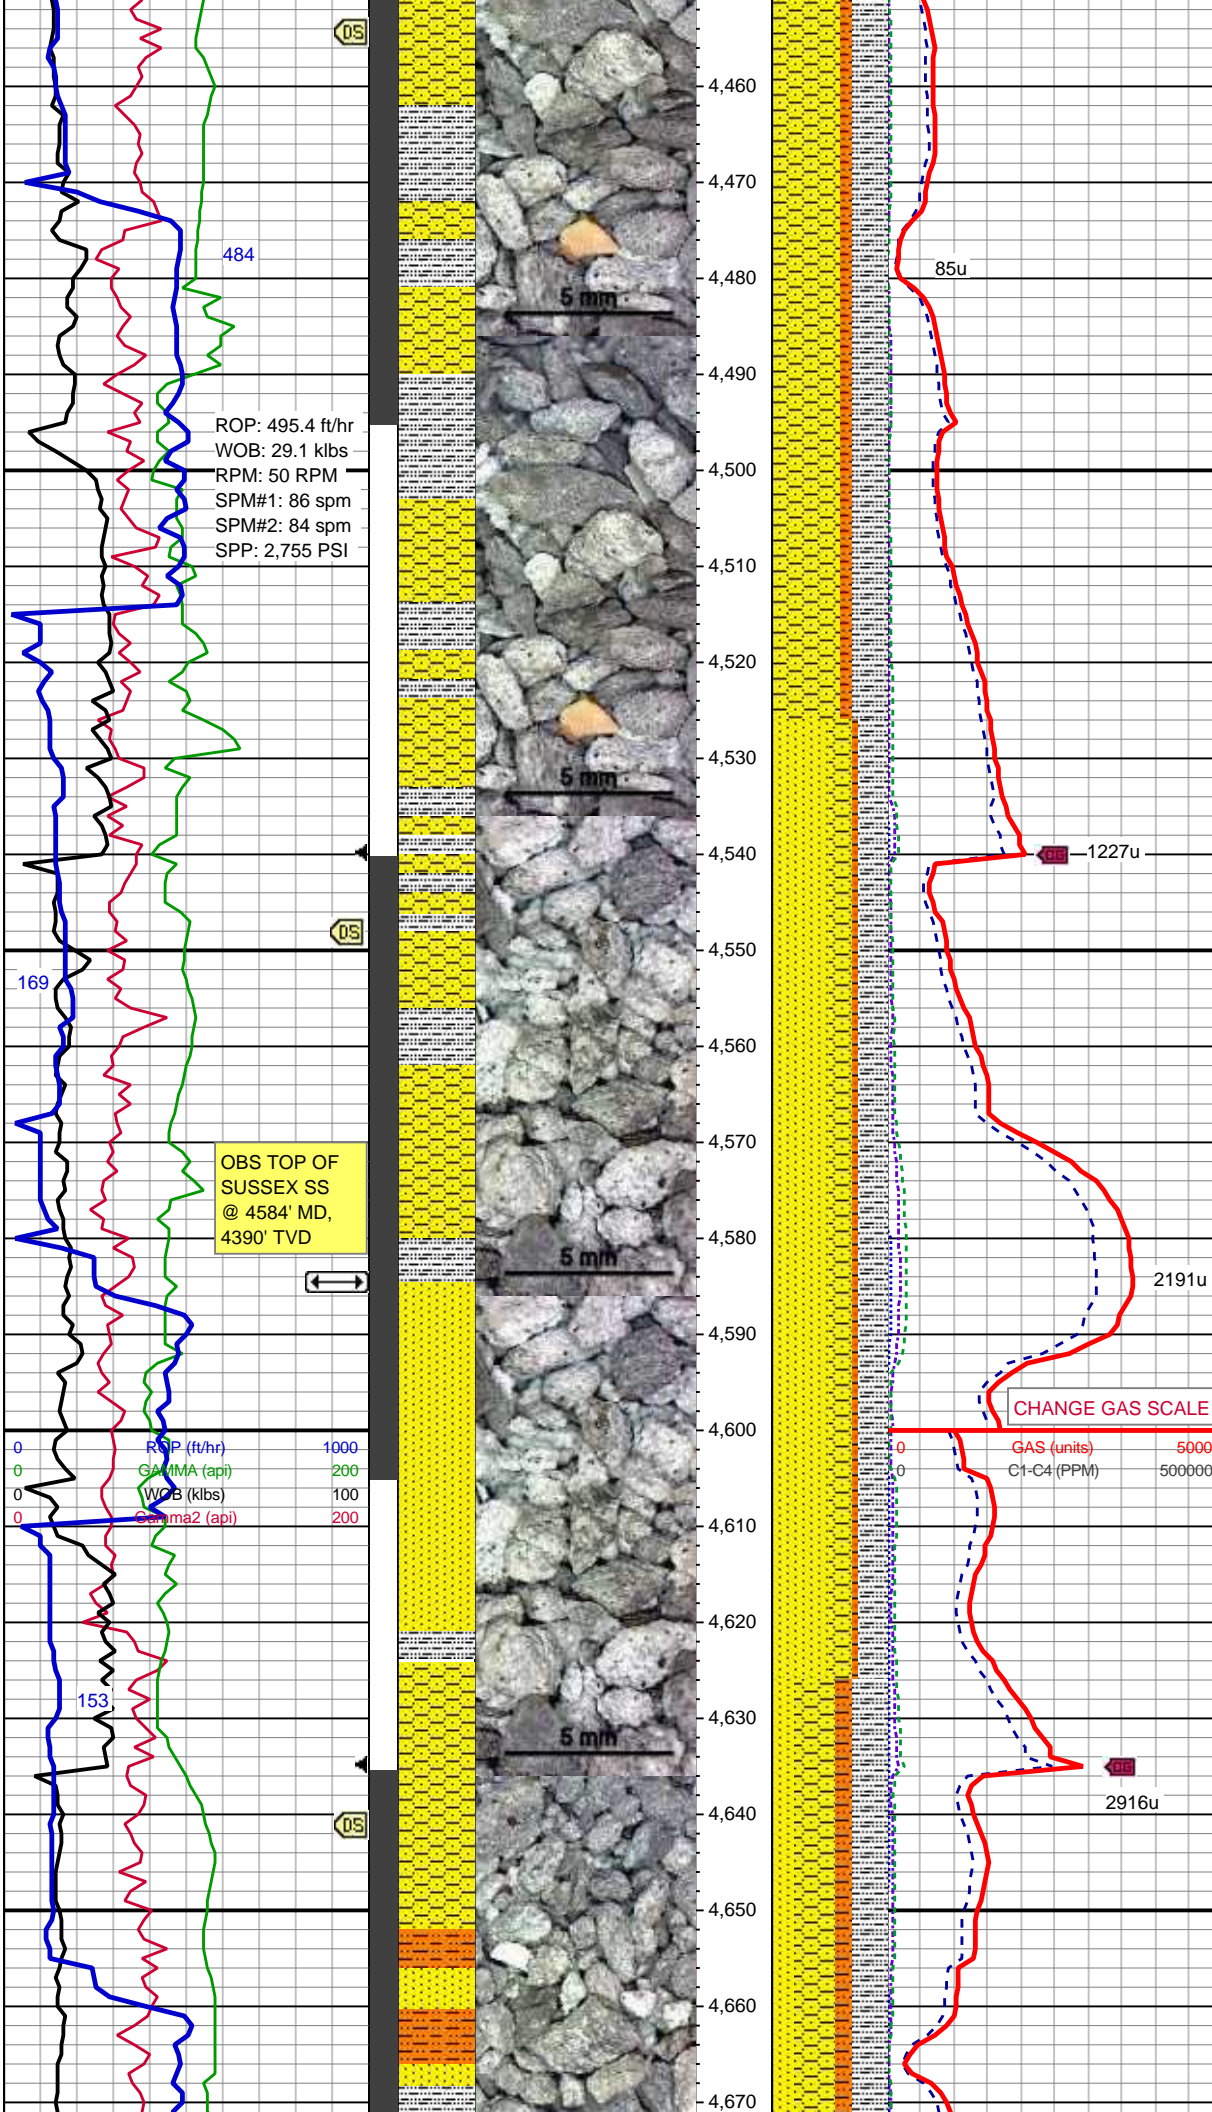 DS
4,460
4,470
484
85u
4,480
5 mm
4,490
ROP: 495.4 ft/hr
WOB: 29.1 klbs
RPM: 50 RPM
SPM#1: 86 spm
SPM#2: 84 spm
SPP: 2,755 PSI
4,500
4,510
4,520
4,530
5 mm
4,540
CG
1227u
DS
4,550
169
4,560
4,570
OBS TOP OF
SUSSEX SS
@ 4584' MD,
4390' TVD
4,580
5 mm
2191u
4,590
CHANGE GAS SCALE
4,600
0 ROP (ft/hr) 1000
0 GAMMA (api) 200
0 WOB (klbs) 100
0 Gamma2 (api) 200
0 GAS (units) 5000
0 C1-C4 (PPM) 500000
4,610
4,620
153
4,630
5 mm
CG
2916u
4,640
DS
4,650
4,660
4,670